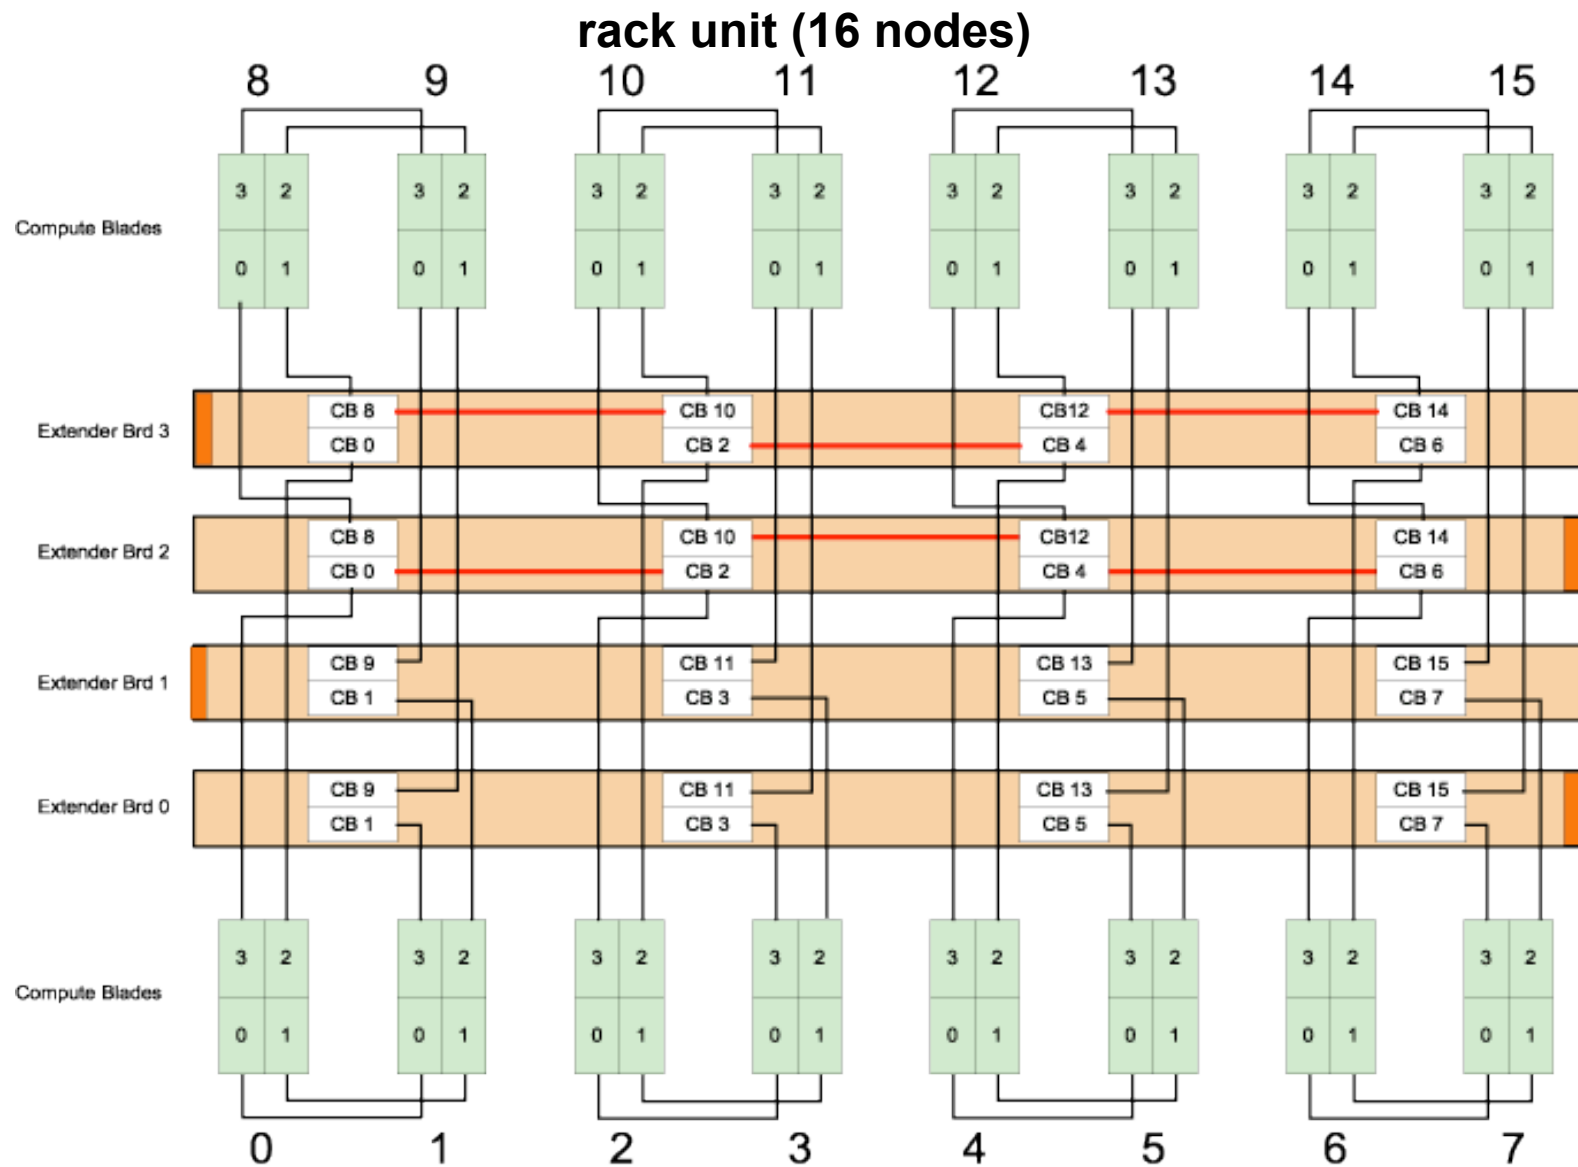 rack unit (16 nodes)
8 9 10 11 12 13 14 15
3 2 3 2 3 2 3 2 3 2 3 2 3 2 3 2
Compute Blades
0 1 0 1 0 1 0 1 0 1 0 1 0 1 0 1
CB 8 CB 10 CB12 CB 14
Extender Brd 3
CB 0 CB 2 CB 4 CB 6
CB 8 CB 10 CB12 CB 14
Extender Brd 2
CB 0 CB 2 CB 4 CB 6
CB 9 CB 11 CB 13 CB 15
Extender Brd 1
CB 1 CB 3 CB 5 CB 7
CB 9 CB 11 CB 13 CB 15
Extender Brd 0
CB 1 CB 3 CB 5 CB 7
3 2 3 2 3 2 3 2 3 2 3 2 3 2 3 2
Compute Blades
0 1 0 1 0 1 0 1 0 1 0 1 0 1 0 1
0 1 2 3 4 5 6 7